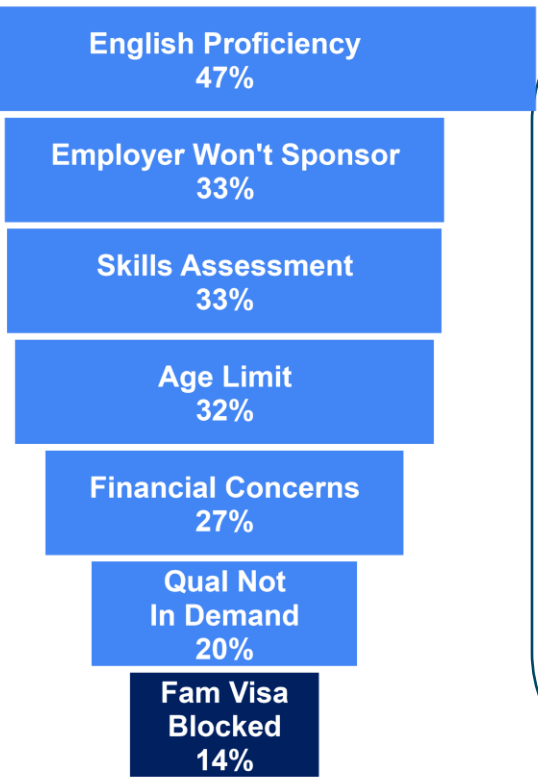 English Proficiency
47%
Employer Won't Sponsor
33%
Skills Assessment
33%
Age Limit
32%
Financial Concerns
27%
Qual Not
In Demand
20%
Fam Visa
Blocked
14%